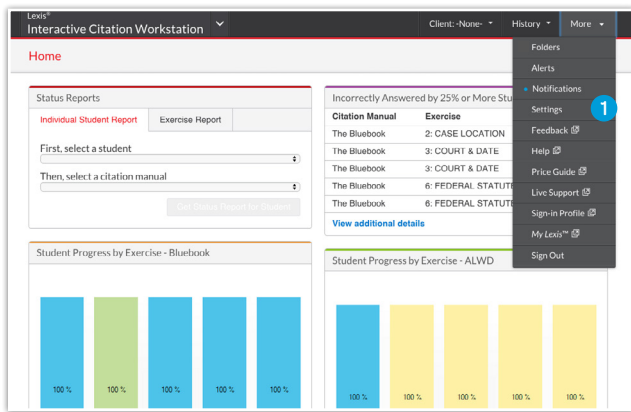 Lexis®
Interactive Citation Workstation
Client: -None-
History
More
Home
Folders
Alerts
Notifications
Settings
1
Feedback
Help
Price Guide
Live Support
Sign-in Profile
My Lexis™
Sign Out
Status Reports
Individual Student Report
Exercise Report
First, select a student
Then, select a citation manual
Get Status Report for Student
Incorrectly Answered by 25% or More Stu
Citation Manual Exercise
The Bluebook 2: CASE LOCATION
The Bluebook 3: COURT & DATE
The Bluebook 3: COURT & DATE
The Bluebook 6: FEDERAL STATUTE
The Bluebook 6: FEDERAL STATUTE
View additional details
Student Progress by Exercise - Bluebook
100 % 100 % 100 % 100 % 100 %
Student Progress by Exercise - ALWD
100 % 100 % 100 % 100 % 100 %